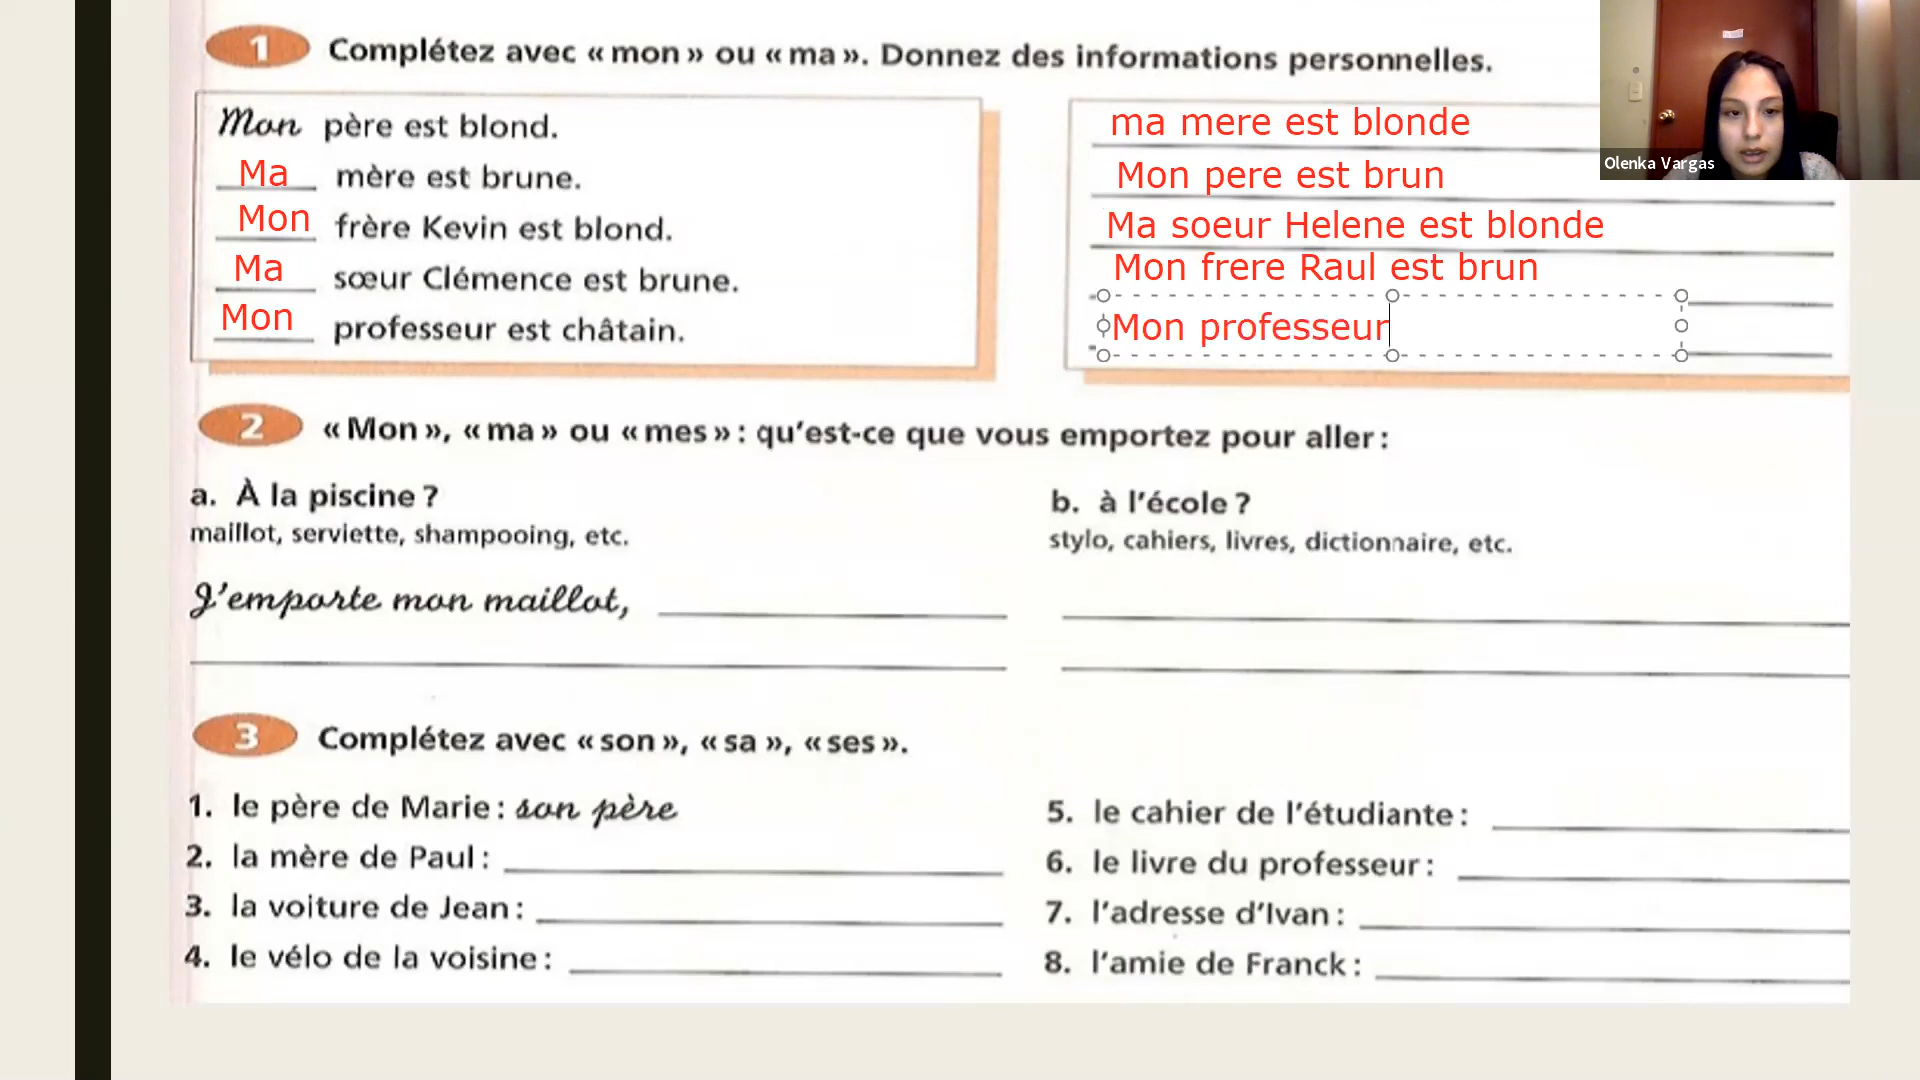 1 Complétez avec « mon » ou « ma ». Donnez des informations personnelles.
Mon père est blond.
Ma mère est brune.
Mon frère Kevin est blond.
Ma sœur Clémence est brune.
Mon professeur est châtain.
ma mere est blonde
Mon pere est brun
Ma soeur Helene est blonde
Mon frere Raul est brun
Mon professeur
Olenka Vargas
2 « Mon », « ma » ou « mes » : qu'est-ce que vous emportez pour aller :
a. À la piscine ?
maillot, serviette, shampooing, etc.
J'emporte mon maillot,
b. à l'école ?
stylo, cahiers, livres, dictionnaire, etc.
3 Complétez avec « son », « sa », « ses ».
1. le père de Marie : son père
2. la mère de Paul :
3. la voiture de Jean :
4. le vélo de la voisine :
5. le cahier de l'étudiante :
6. le livre du professeur :
7. l'adresse d'Ivan :
8. l'amie de Franck :